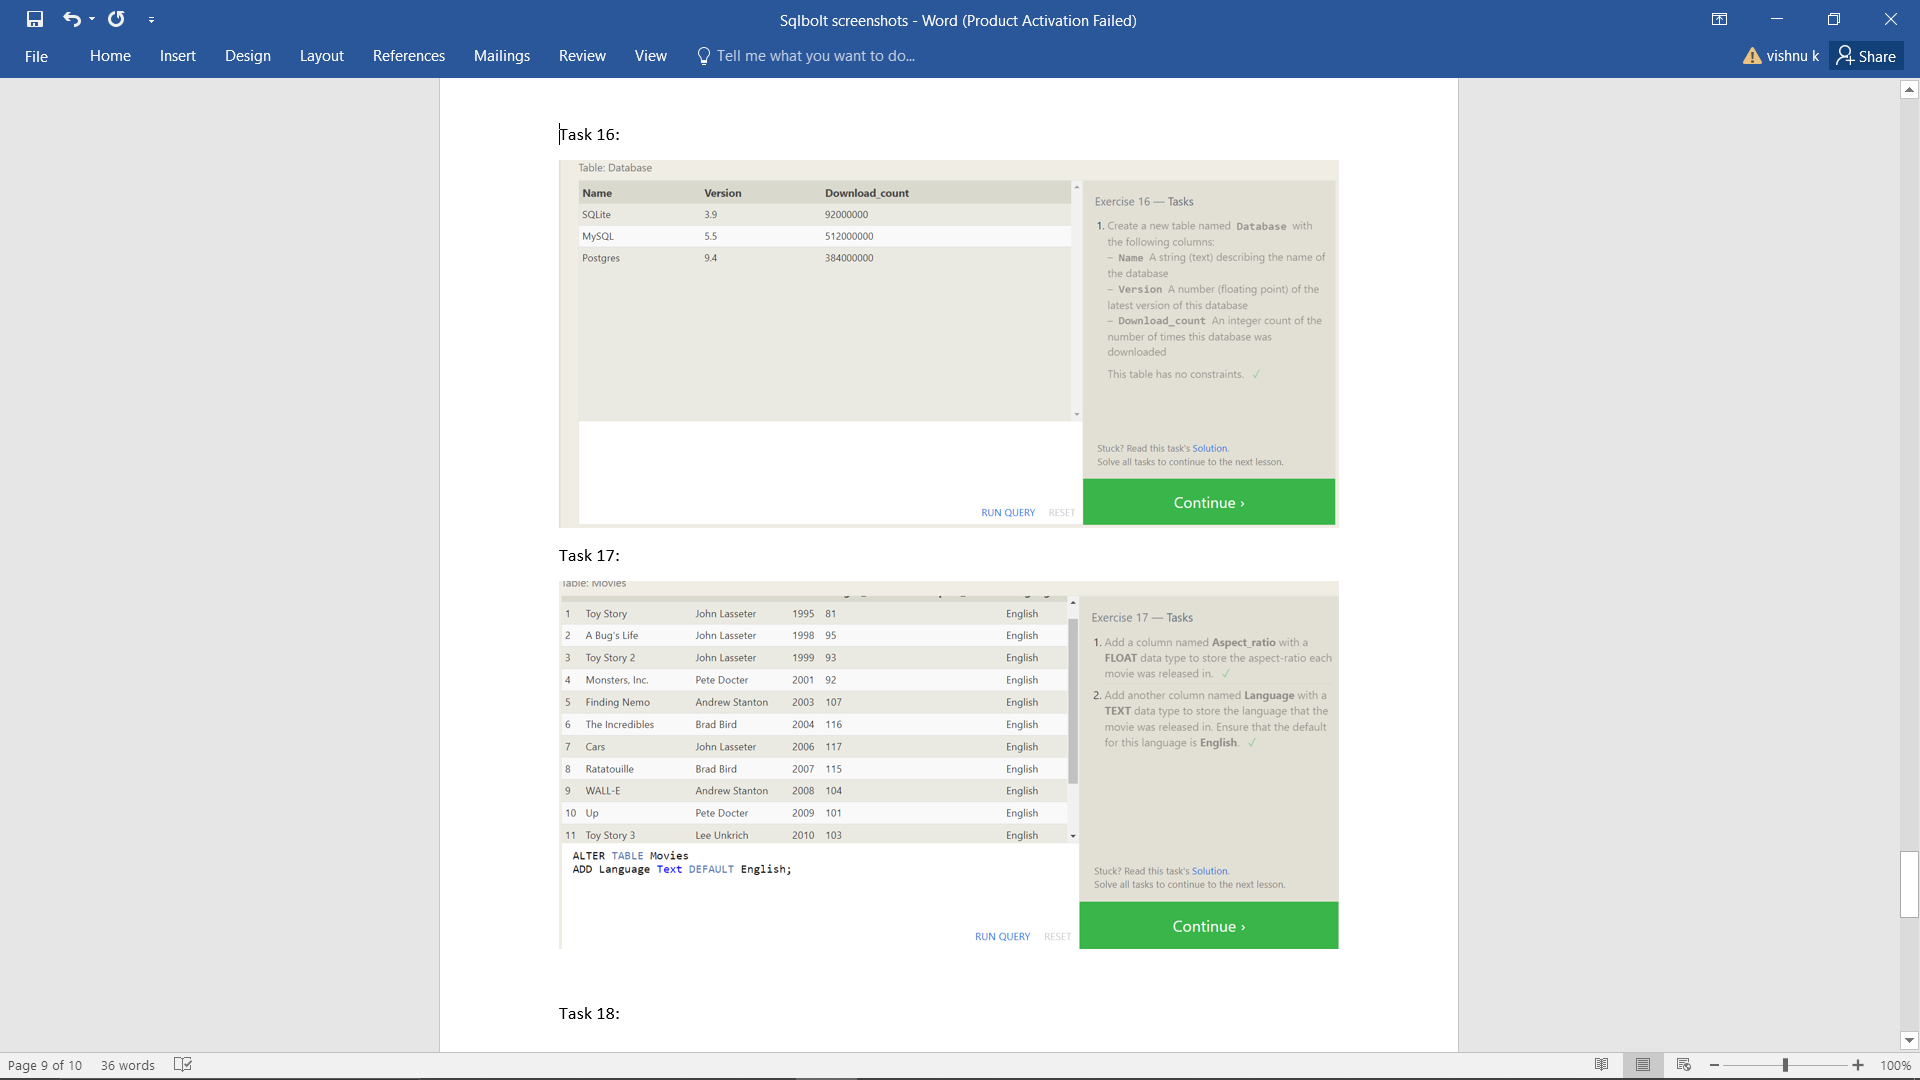 Sqlbolt screenshots - Word (Product Activation Failed)
File Home Insert Design Layout References Mailings Review View Tell me what you want to do... vishnu k Share
Task 16:
Table: Database
Name Version Download_count
SQLite 3.9 92000000
MySQL 5.5 512000000
Postgres 9.4 384000000
Exercise 16 — Tasks
1. Create a new table named Database with
the following columns:
– Name A string (text) describing the name of
the database
– Version A number (floating point) of the
latest version of this database
– Download_count An integer count of the
number of times this database was
downloaded
This table has no constraints. ✓
Stuck? Read this task's Solution.
Solve all tasks to continue to the next lesson.
RUN QUERY RESET
Continue ›
Task 17:
Table: Movies
1 Toy Story John Lasseter 1995 81 English
2 A Bug's Life John Lasseter 1998 95 English
3 Toy Story 2 John Lasseter 1999 93 English
4 Monsters, Inc. Pete Docter 2001 92 English
5 Finding Nemo Andrew Stanton 2003 107 English
6 The Incredibles Brad Bird 2004 116 English
7 Cars John Lasseter 2006 117 English
8 Ratatouille Brad Bird 2007 115 English
9 WALL-E Andrew Stanton 2008 104 English
10 Up Pete Docter 2009 101 English
11 Toy Story 3 Lee Unkrich 2010 103 English
ALTER TABLE Movies
ADD Language Text DEFAULT English;
RUN QUERY RESET
Exercise 17 — Tasks
1. Add a column named Aspect_ratio with a
FLOAT data type to store the aspect-ratio each
movie was released in. ✓
2. Add another column named Language with a
TEXT data type to store the language that the
movie was released in. Ensure that the default
for this language is English. ✓
Stuck? Read this task's Solution.
Solve all tasks to continue to the next lesson.
Continue ›
Task 18:
Page 9 of 10 36 words 100%